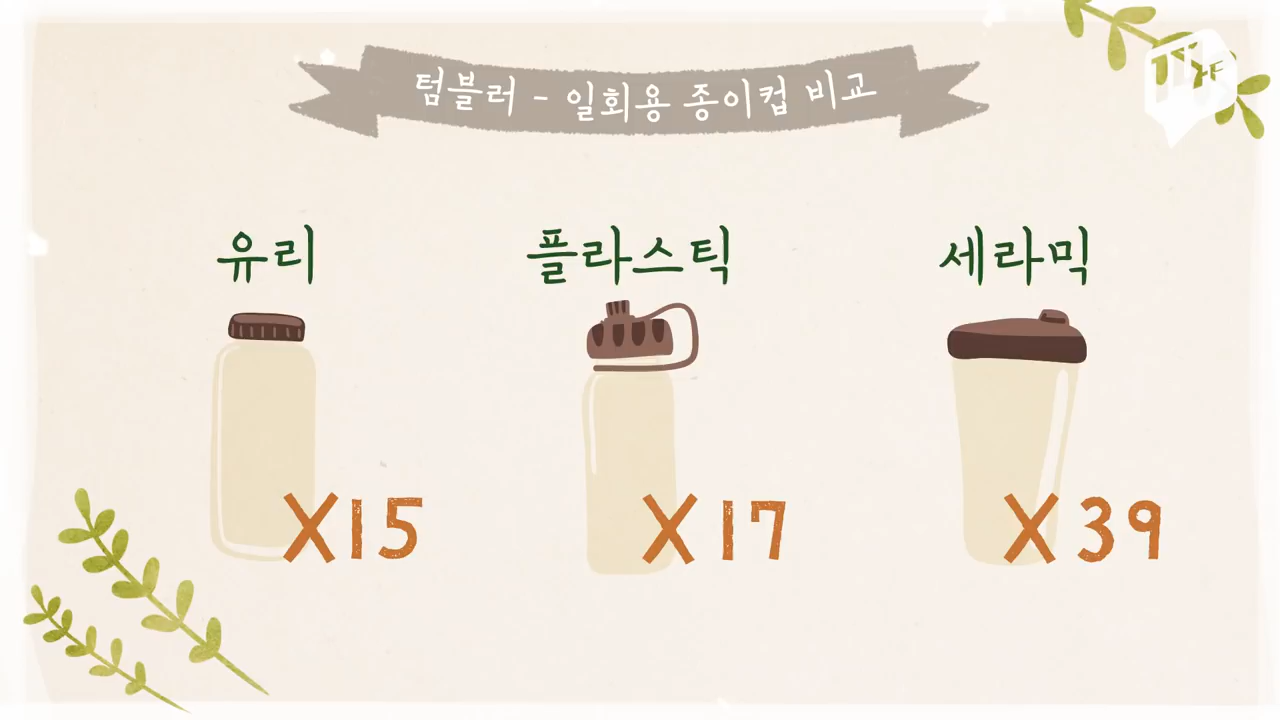 텀블러 - 일회용 종이컵 비교
유리
플라스틱
세라믹
X15
X17
X39